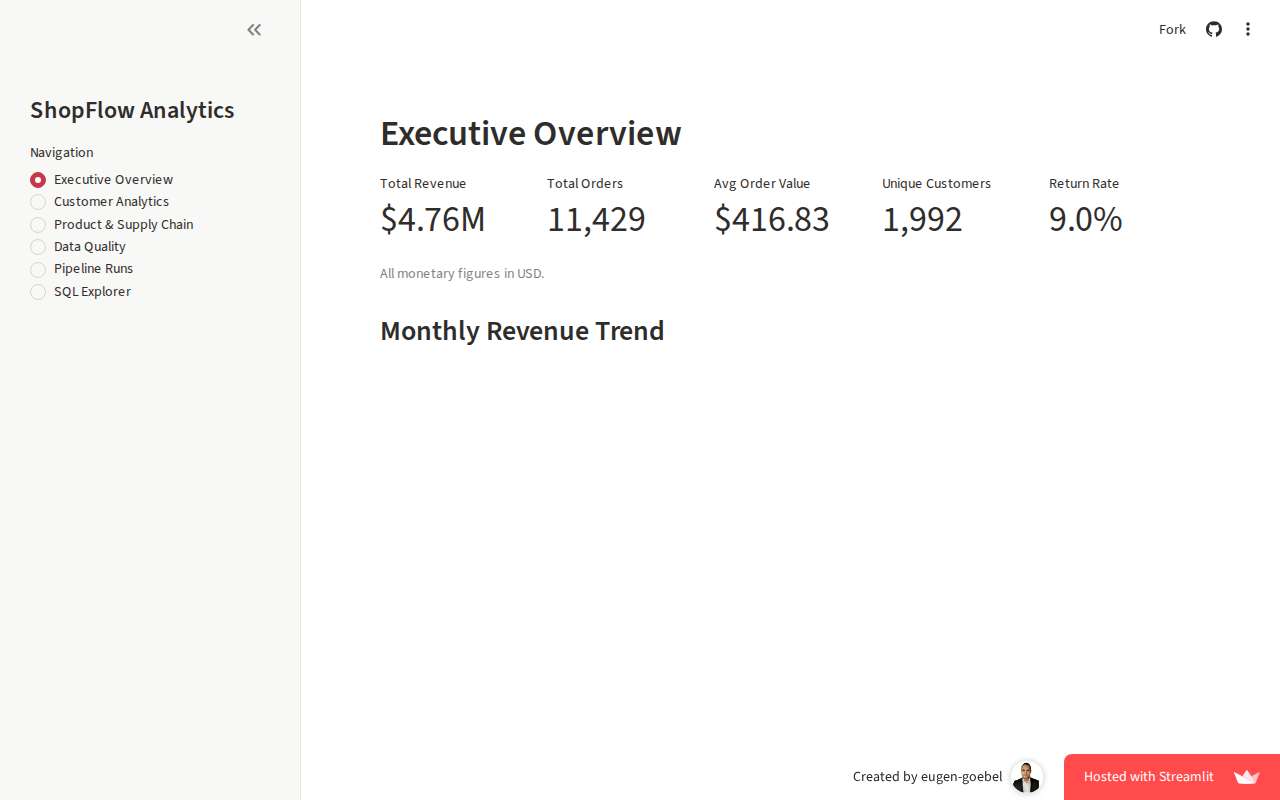 Fork
ShopFlow Analytics
Navigation
Executive Overview
Customer Analytics
Product & Supply Chain
Data Quality
Pipeline Runs
SQL Explorer
Executive Overview
Total Revenue
$4.76M
Total Orders
11,429
Avg Order Value
$416.83
Unique Customers
1,992
Return Rate
9.0%
All monetary figures in USD.
Monthly Revenue Trend
Created by eugen-goebel
Hosted with Streamlit